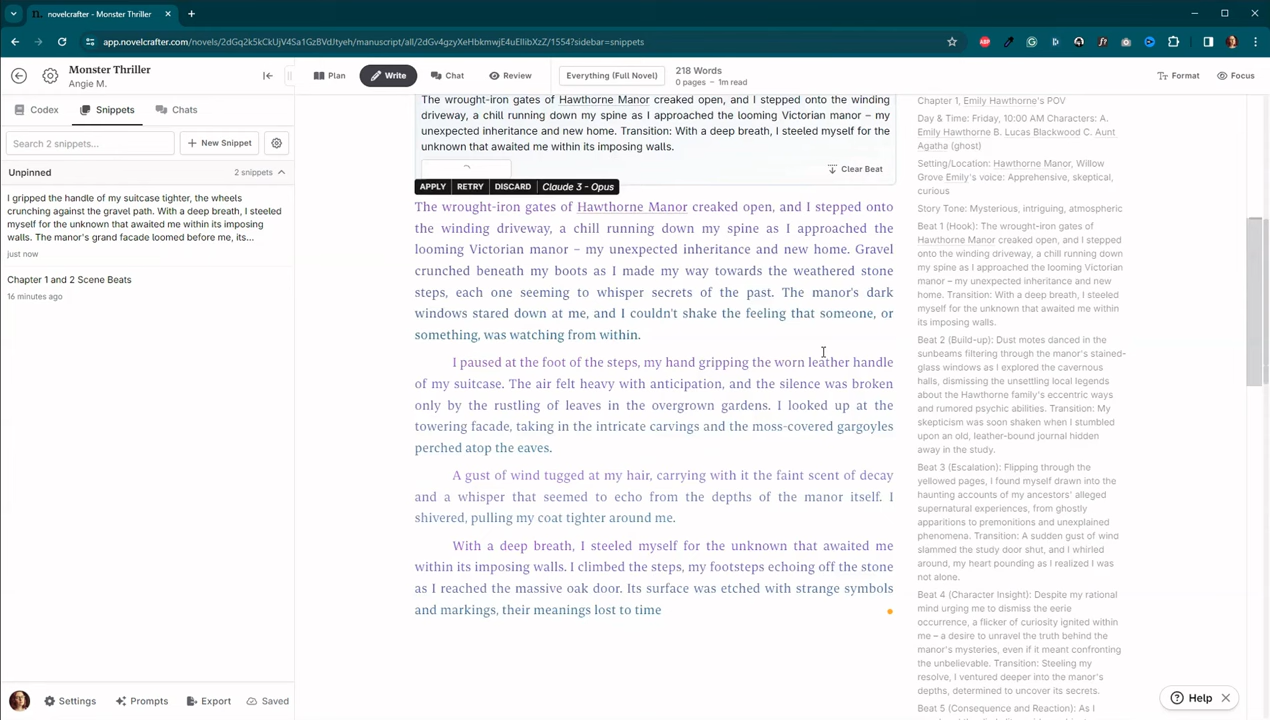 novelcrafter - Monster Thriller
app.novelcrafter.com/novels/2dGq2k5kCkUjV4Sa1GzBVdJtyeh/manuscript/all/2dGv4gzyXeHbkmwjE4uEllibXzZ/1554?sidebar=snippets
Monster Thriller
Angie M.
Plan
Write
Chat
Review
Everything (Full Novel)
218 Words
0 pages - 1m read
Format
Focus
Codex
Snippets
Chats
Search 2 snippets...
+ New Snippet
Unpinned
2 snippets
I gripped the handle of my suitcase tighter, the wheels
crunching against the gravel path. With a deep breath, I steeled
myself for the unknown that awaited me within its imposing
walls. The manor's grand facade loomed before me, its...
just now
Chapter 1 and 2 Scene Beats
16 minutes ago
The wrought-iron gates of Hawthorne Manor creaked open, and I stepped onto the winding
driveway, a chill running down my spine as I approached the looming Victorian manor – my
unexpected inheritance and new home. Transition: With a deep breath, I steeled myself for the
unknown that awaited me within its imposing walls.
Clear Beat
APPLY RETRY DISCARD Claude 3 - Opus
The wrought-iron gates of Hawthorne Manor creaked open, and I stepped onto
the winding driveway, a chill running down my spine as I approached the
looming Victorian manor – my unexpected inheritance and new home. Gravel
crunched beneath my boots as I made my way towards the weathered stone
steps, each one seeming to whisper secrets of the past. The manor's dark
windows stared down at me, and I couldn't shake the feeling that someone, or
something, was watching from within.
I paused at the foot of the steps, my hand gripping the worn leather handle
of my suitcase. The air felt heavy with anticipation, and the silence was broken
only by the rustling of leaves in the overgrown gardens. I looked up at the
towering facade, taking in the intricate carvings and the moss-covered gargoyles
perched atop the eaves.
A gust of wind tugged at my hair, carrying with it the faint scent of decay
and a whisper that seemed to echo from the depths of the manor itself. I
shivered, pulling my coat tighter around me.
With a deep breath, I steeled myself for the unknown that awaited me
within its imposing walls. I climbed the steps, my footsteps echoing off the stone
as I reached the massive oak door. Its surface was etched with strange symbols
and markings, their meanings lost to time
Chapter 1, Emily Hawthorne's POV
Day & Time: Friday, 10:00 AM Characters: A.
Emily Hawthorne B. Lucas Blackwood C. Aunt
Agatha (ghost)
Setting/Location: Hawthorne Manor, Willow
Grove Emily's voice: Apprehensive, skeptical,
curious
Story Tone: Mysterious, intriguing, atmospheric
Beat 1 (Hook): The wrought-iron gates of
Hawthorne Manor creaked open, and I stepped
onto the winding driveway, a chill running down
my spine as I approached the looming Victorian
manor – my unexpected inheritance and new
home. Transition: With a deep breath, I steeled
myself for the unknown that awaited me within
its imposing walls.
Beat 2 (Build-up): Dust motes danced in the
sunbeams filtering through the manor's stained-
glass windows as I explored the cavernous
halls, dismissing the unsettling local legends
about the Hawthorne family's eccentric ways
and rumored psychic abilities. Transition: My
skepticism was soon shaken when I stumbled
upon an old, leather-bound journal hidden
away in the study.
Beat 3 (Escalation): Flipping through the
yellowed pages, I found myself drawn into the
haunting accounts of my ancestors' alleged
supernatural experiences, from ghostly
apparitions to premonitions and unexplained
phenomena. Transition: A sudden gust of wind
slammed the study door shut, and I whirled
around, my heart pounding as I realized I was
not alone.
Beat 4 (Character Insight): Despite my rational
mind urging me to dismiss the eerie
occurrence, a flicker of curiosity ignited within
me – a desire to unravel the truth behind the
manor's mysteries, even if it meant confronting
the unbelievable. Transition: Steeling my
resolve, I ventured deeper into the manor's
depths, determined to uncover its secrets.
Beat 5 (Consequence and Reaction): As I
Settings
Prompts
Export
Saved
Help